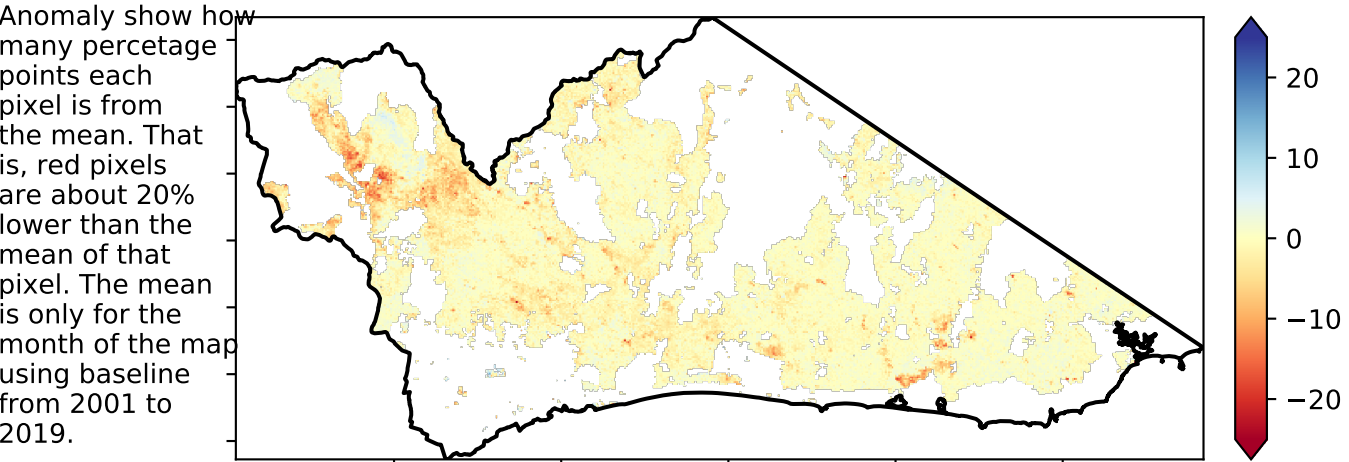 Anomaly show how
many percetage
points each
pixel is from
the mean. That
is, red pixels
are about 20%
lower than the
mean of that
pixel. The mean
is only for the
month of the map
using baseline
from 2001 to
2019.
20
10
0
−10
−20